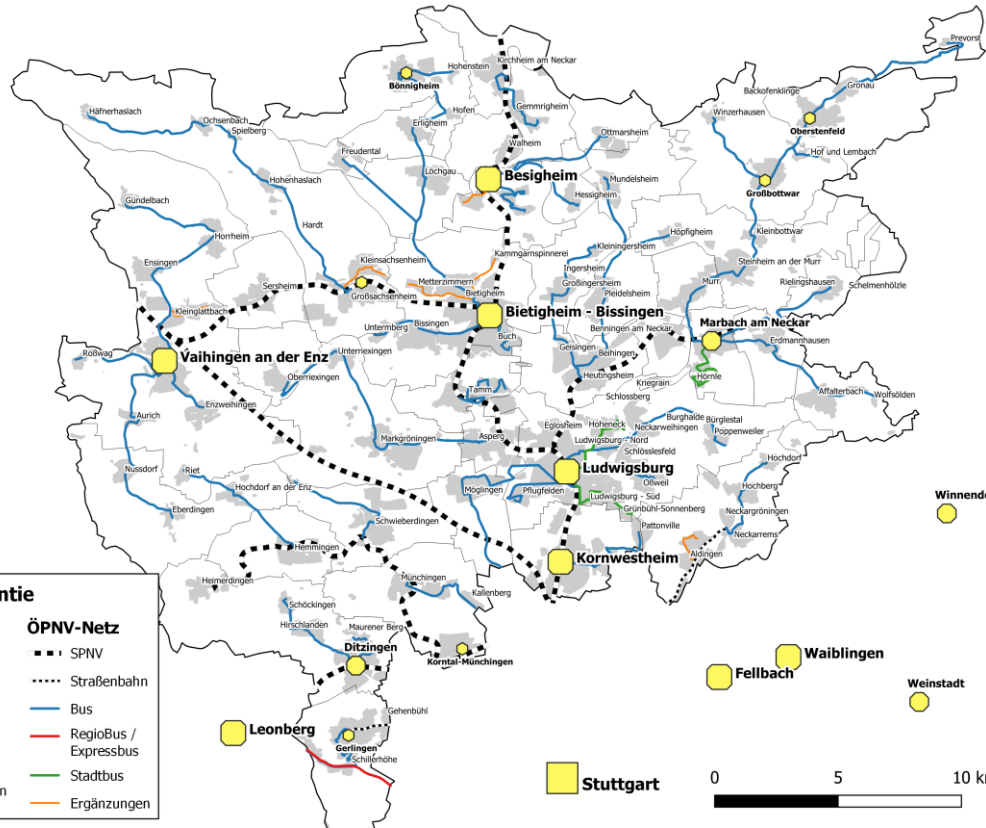 Prevorst
Kirchheim am Neckar
Hohenstein
Bönnigheim
Gronau
Backofenklinge
Häfnerhaslach
Ochsenbach
Spielberg
Hofen
Gemmrigheim
Winzerhausen
Erligheim
Oberstenfeld
Ottmarsheim
Walheim
Freudental
Hof und Lembach
Löchgau
Besigheim
Mundelsheim
Hohenhaslach
Hessigheim
Großbottwar
Gündelbach
Hardt
Horrheim
Kleinbottwar
Höpfigheim
Kleiningersheim
Kammgarnspinnerei
Ensingen
Kleinsachsenheim
Ingersheim
Steinheim an der Murr
Metterzimmern
Sersheim
Großingersheim
Murr
Rielingshausen
Schelmenhölzle
Großsachsenheim
Bietigheim
Pleidelsheim
Kleinglattbach
Bietigheim - Bissingen
Untermberg
Bissingen
Marbach am Neckar
Benningen am Neckar
Buch
Erdmannhausen
Rößwag
Vaihingen an der Enz
Unterriexingen
Geisingen
Beihingen
Oberriexingen
Heutingsheim
Hörnle
Kriegrain
Tamm
Affalterbach
Wolfsölden
Schlossberg
Enzweihingen
Aurich
Burghalde
Bürglestal
Eglosheim
Hoheneck
Neckarweihingen
Poppenweiler
Markgröningen
Asperg
Ludwigsburg -Nord
Schlösslesfeld
Nussdorf
Riet
Ludwigsburg
Hochdorf
Hochdorf an der Enz
Möglingen
Pflugfelden
Oßweil
Hochberg
Ludwigsburg - Süd
Winnende
Eberdingen
Grünbühl-Sonnenberg
Neckargröningen
Schwieberdingen
Pattonville
Neckarrems
Hemmingen
Kornwestheim
Aldingen
Heimerdingen
Münchingen
Kallenberg
ntie
Schöckingen
ÖPNV-Netz
Hirschlanden
Maurener Berg
SPNV
Ditzingen
Korntal-Münchingen
Waiblingen
Straßenbahn
Fellbach
Weinstadt
Bus
Gehenbühl
RegioBus /
Expressbus
Leonberg
Gerlingen
Schillerhöhe
Stadtbus
Stuttgart
0
5
10 km
n
Ergänzungen